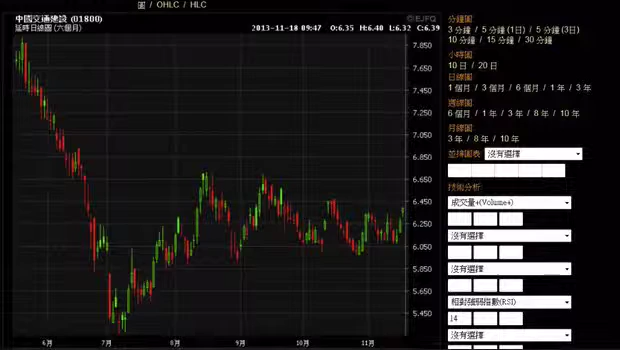 圖 / OHLC / HLC
中國交通建設 (01800)
©EJFQ
延時日線圖 (六個月)
2013-11-18 09:47 O:6.35 H:6.40 L:6.32 C:6.39
7.850
7.650
7.450
7.250
7.050
6.850
6.650
6.450
6.250
6.050
5.850
5.650
5.450
6月 7月 8月 9月 10月 11月
分鐘圖
3 分鐘 / 5 分鐘 (1日) / 5 分鐘 (3日)
10 分鐘 / 15 分鐘 / 30 分鐘
小時圖
10 日 / 20 日
日線圖
1 個月 / 3 個月 / 6 個月 / 1 年 / 3 年
週線圖
6 個月 / 1 年 / 3 年 / 8 年 / 10 年
月線圖
3 年 / 8 年 / 10 年
並排圖表 沒有選擇
技術分析
成交量+(Volume+)
沒有選擇
沒有選擇
相對強弱指數(RSI)
14
沒有選擇